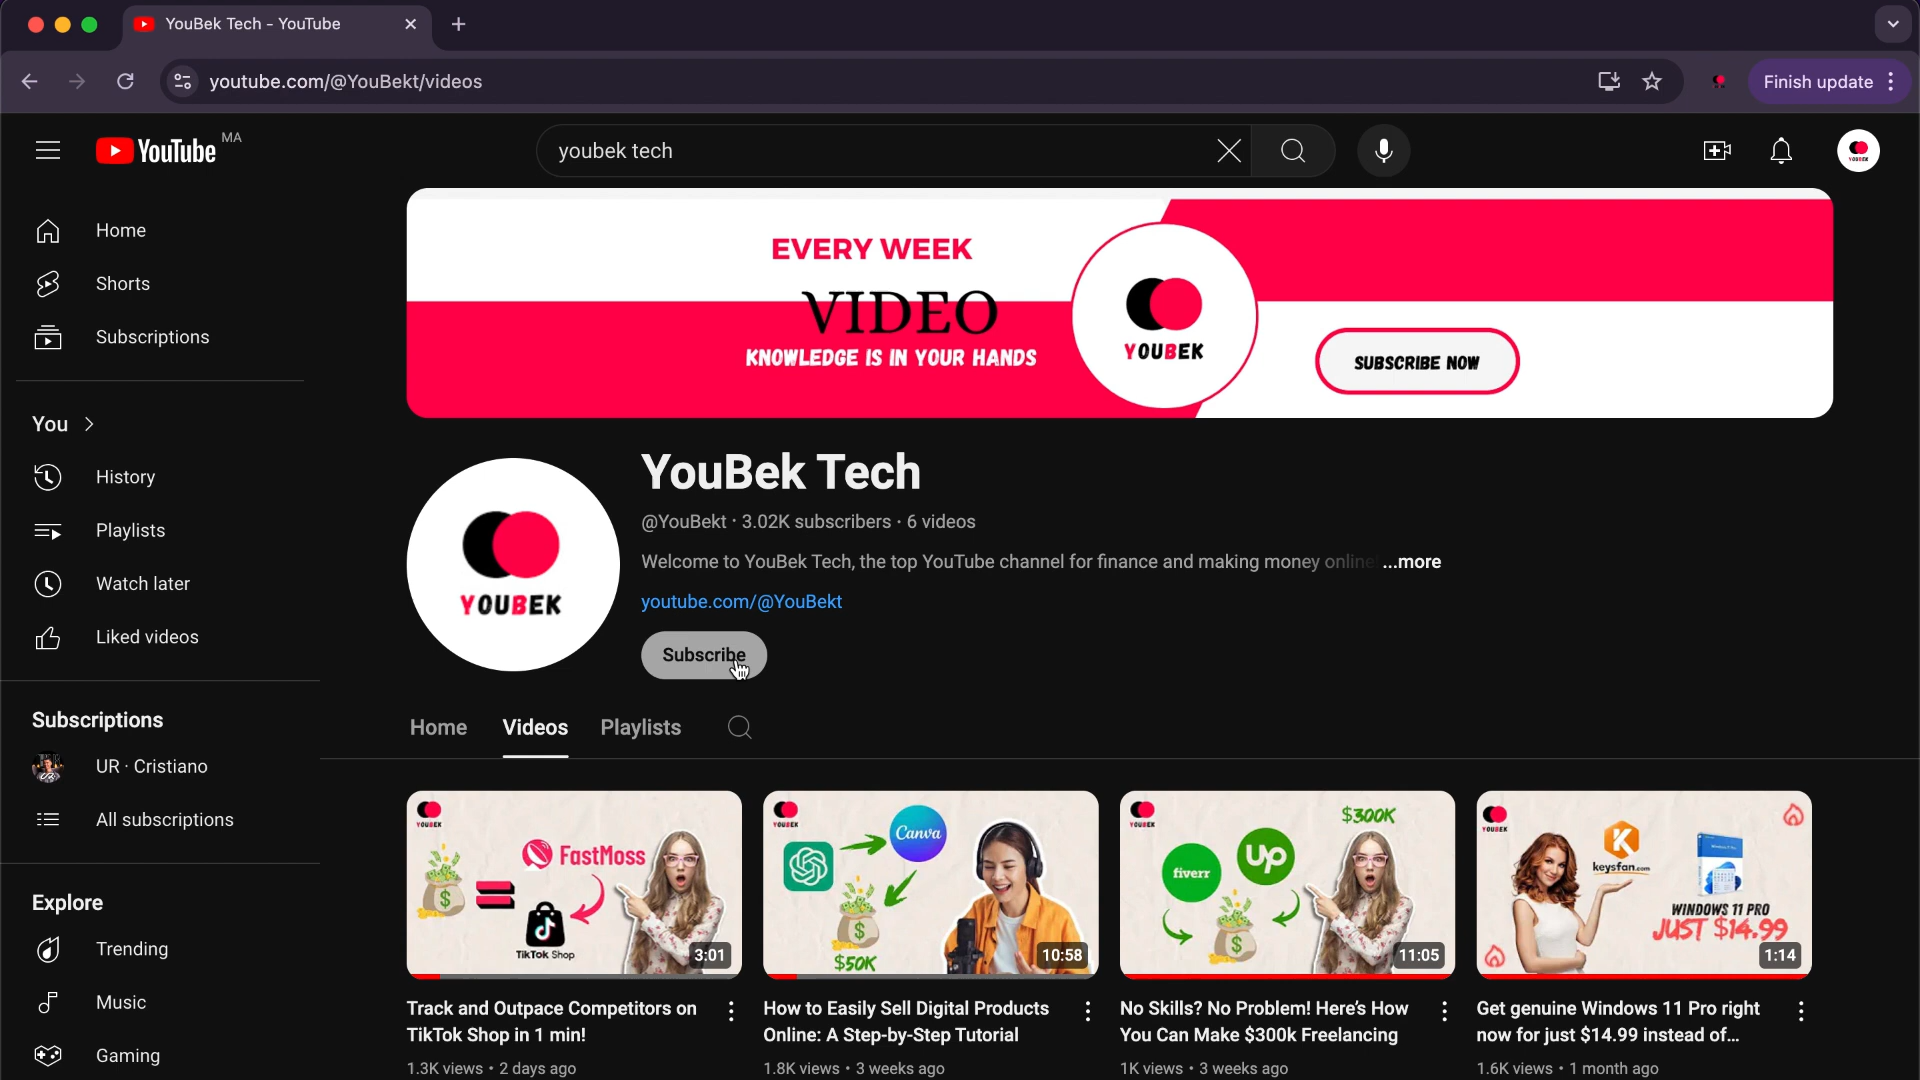 YouBek Tech - YouTube
youtube.com/@YouBekt/videos
Finish update
YouTube MA
youbek tech
Home
Shorts
Subscriptions
You
History
Playlists
Watch later
Liked videos
Subscriptions
UR · Cristiano
All subscriptions
Explore
Trending
Music
Gaming
EVERY WEEK
VIDEO
KNOWLEDGE IS IN YOUR HANDS
YOUBEK
SUBSCRIBE NOW
YOUBEK
YouBek Tech
@YouBekt · 3.02K subscribers · 6 videos
Welcome to YouBek Tech, the top YouTube channel for finance and making money online ...more
youtube.com/@YouBekt
Subscribe
Home Videos Playlists
YOUBEK
FastMoss
TikTok Shop
3:01
Track and Outpace Competitors on
TikTok Shop in 1 min!
1.3K views • 2 days ago
YOUBEK
Canva
$50K
10:58
How to Easily Sell Digital Products
Online: A Step-by-Step Tutorial
1.8K views • 3 weeks ago
YOUBEK
$300K
fiverr
Up
11:05
No Skills? No Problem! Here's How
You Can Make $300k Freelancing
1K views • 3 weeks ago
YOUBEK
keysfan.com
WINDOWS 11 PRO
JUST $14.99
1:14
Get genuine Windows 11 Pro right
now for just $14.99 instead of...
1.6K views • 1 month ago